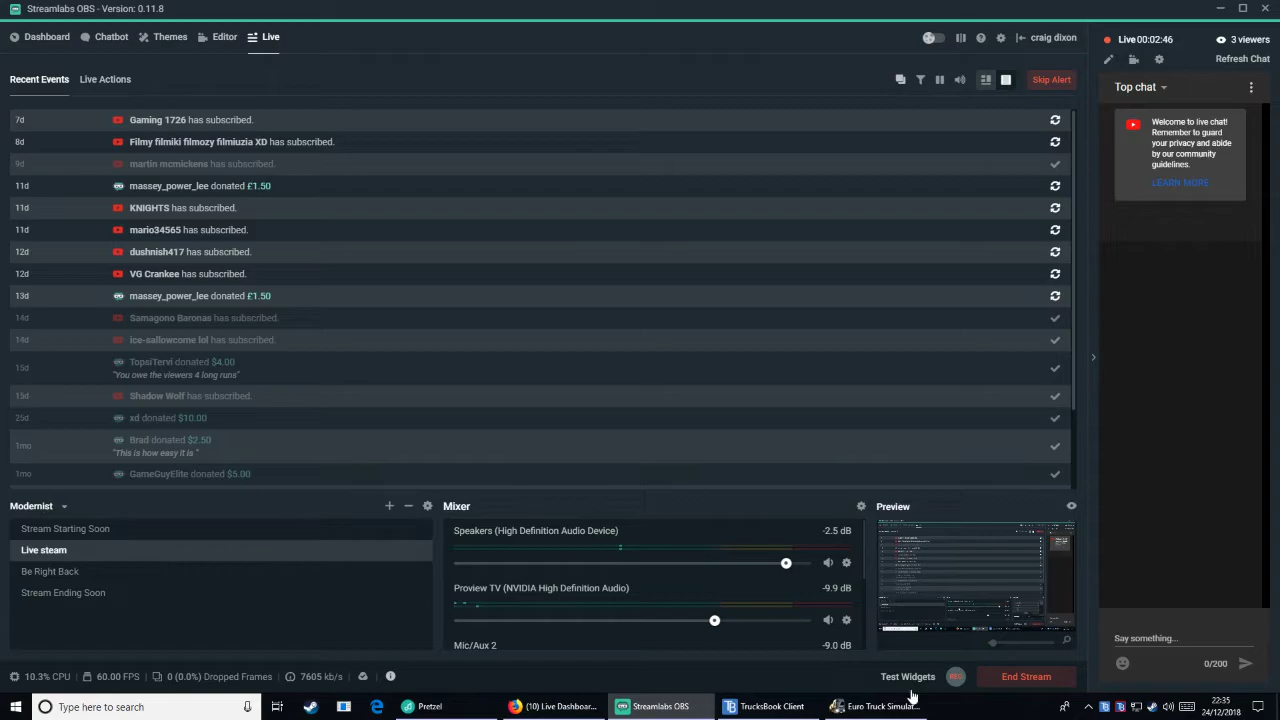 Streamlabs OBS - Version: 0.11.8
Dashboard Chatbot Themes Editor Live craig dixon
Recent Events Live Actions Skip Alert
7d Gaming 1726 has subscribed.
8d Filmy filmiki filmozy filmiuzia XD has subscribed.
9d martin mcmickens has subscribed.
11d massey_power_lee donated £1.50
11d KNIGHTS has subscribed.
11d mario34565 has subscribed.
12d dushnish417 has subscribed.
12d VG Crankee has subscribed.
13d massey_power_lee donated £1.50
14d Samagono Baronas has subscribed.
14d ice-sallowcome lol has subscribed.
15d TopsiTervi donated $4.00
"You owe the viewers 4 long runs"
15d Shadow Wolf has subscribed.
25d xd donated $10.00
1mo Brad donated $2.50
"This is how easy it is "
1mo GameGuyElite donated $5.00
Modernist
Stream Starting Soon
Live steam
Be Right Back
Stream Ending Soon
Mixer
Speakers (High Definition Audio Device) -2.5 dB
Proview TV (NVIDIA High Definition Audio) -9.9 dB
Mic/Aux 2 -9.0 dB
Preview
10.3% CPU 60.00 FPS 0 (0.0%) Dropped Frames 7605 kb/s
Test Widgets REC End Stream
Live 00:02:46 3 viewers
Refresh Chat
Top chat
Welcome to live chat!
Remember to guard
your privacy and abide
by our community
guidelines.
LEARN MORE
Say something...
0/200
Type here to search
Pretzel
(10) Live Dashboar...
Streamlabs OBS
TrucksBook Client
Euro Truck Simulat...
22:35
24/12/2018